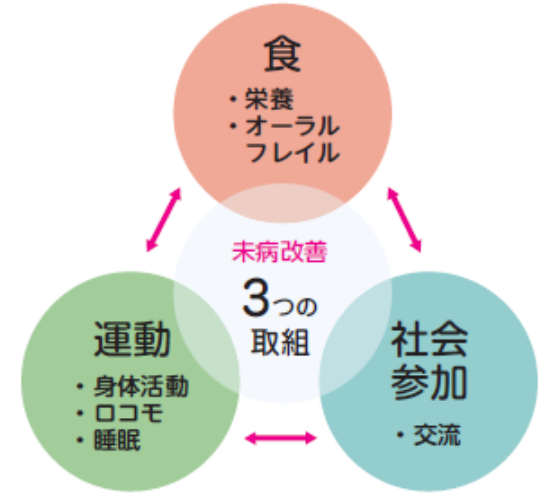 食
・栄養
・オーラル
フレイル
未病改善
3つの
取組
運動
・身体活動
・ロコモ
・睡眠
社会
参加
・交流